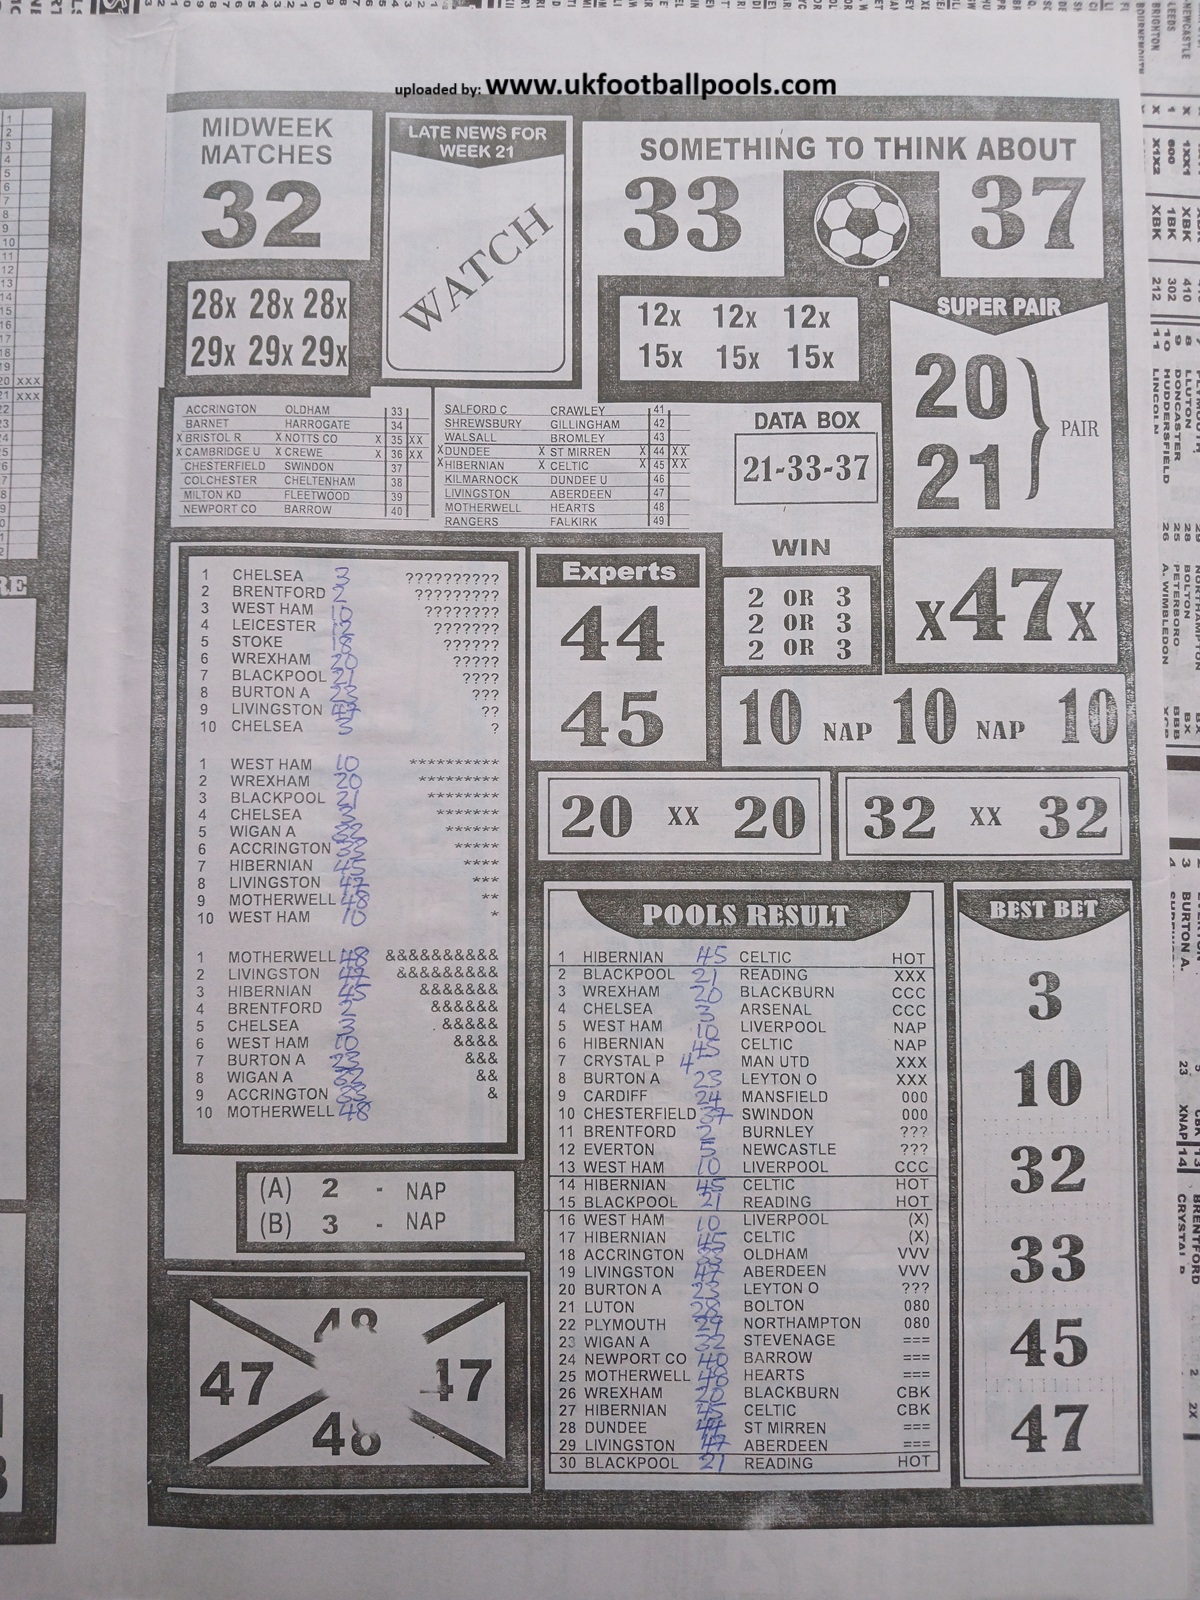 uploaded by: www.ukfootballpools.com
MIDWEEK
MATCHES
32
28X 28X 28X
29X 29X 29X
LATE NEWS FOR
WEEK 21
WATCH
SOMETHING TO THINK ABOUT
33 37
12X 12X 12X
15X 15X 15X
SUPER PAIR
20
21
PAIR
ACCRINGTON OLDHAM 33
BARNET HARROGATE 34
X BRISTOL R X NOTTS CO X 35 XX
X CAMBRIDGE U X CREWE X 36 XX
CHESTERFIELD SWINDON 37
COLCHESTER CHELTENHAM 38
MILTON KD FLEETWOOD 39
NEWPORT CO BARROW 40
SALFORD C CRAWLEY 41
SHREWSBURY GILLINGHAM 42
WALSALL BROMLEY 43
X DUNDEE X ST MIRREN X 44 XX
X HIBERNIAN X CELTIC X 45 XX
KILMARNOCK DUNDEE U 46
LIVINGSTON ABERDEEN 47
MOTHERWELL HEARTS 48
RANGERS FALKIRK 49
DATA BOX
21-33-37
WIN
2 OR 3
2 OR 3
2 OR 3
X47X
Experts
44
45
10 NAP 10 NAP 10
20 XX 20
32 XX 32
1 CHELSEA 3 ??????????
2 BRENTFORD 2 ?????????
3 WEST HAM 10 ????????
4 LEICESTER ???????
5 STOKE 18 ??????
6 WREXHAM 20 ?????
7 BLACKPOOL 21 ????
8 BURTON A 23 ???
9 LIVINGSTON 47 ??
10 CHELSEA 3 ?
1 WEST HAM 10 **********
2 WREXHAM 20 *********
3 BLACKPOOL 21 ********
4 CHELSEA 3 *******
5 WIGAN A 32 ******
6 ACCRINGTON 33 *****
7 HIBERNIAN 45 ****
8 LIVINGSTON 47 ***
9 MOTHERWELL 48 **
10 WEST HAM 10 *
1 MOTHERWELL 48 &&&&&&&&&&
2 LIVINGSTON 47 &&&&&&&&&
3 HIBERNIAN 45 &&&&&&&
4 BRENTFORD 2 &&&&&&
5 CHELSEA 3 &&&&&
6 WEST HAM 10 &&&&
7 BURTON A 23 &&&
8 WIGAN A 32 &&
9 ACCRINGTON 33 &
10 MOTHERWELL 48
(A) 2 - NAP
(B) 3 - NAP
47
POOLS RESULT
1 HIBERNIAN 45 CELTIC HOT
2 BLACKPOOL 21 READING XXX
3 WREXHAM 20 BLACKBURN CCC
4 CHELSEA 3 ARSENAL CCC
5 WEST HAM 10 LIVERPOOL NAP
6 HIBERNIAN 45 CELTIC NAP
7 CRYSTAL P 4 MAN UTD XXX
8 BURTON A 23 LEYTON O XXX
9 CARDIFF 24 MANSFIELD 000
10 CHESTERFIELD 37 SWINDON 000
11 BRENTFORD 2 BURNLEY ???
12 EVERTON 5 NEWCASTLE ???
13 WEST HAM 10 LIVERPOOL CCC
14 HIBERNIAN 45 CELTIC HOT
15 BLACKPOOL 21 READING HOT
16 WEST HAM 10 LIVERPOOL (X)
17 HIBERNIAN 45 CELTIC (X)
18 ACCRINGTON 33 OLDHAM VVV
19 LIVINGSTON 47 ABERDEEN VVV
20 BURTON A 23 LEYTON O ???
21 LUTON 28 BOLTON 080
22 PLYMOUTH 29 NORTHAMPTON 080
23 WIGAN A 32 STEVENAGE ===
24 NEWPORT CO 40 BARROW ===
25 MOTHERWELL 48 HEARTS ===
26 WREXHAM 20 BLACKBURN CBK
27 HIBERNIAN 45 CELTIC CBK
28 DUNDEE 44 ST MIRREN ===
29 LIVINGSTON 47 ABERDEEN ===
30 BLACKPOOL 21 READING HOT
BEST BET
3
10
32
33
45
47